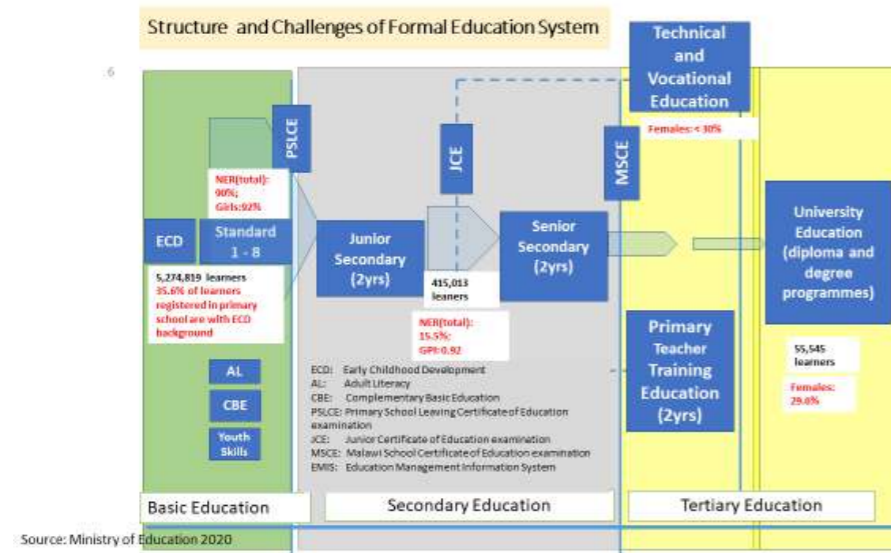 Structure and Challenges of Formal Education System
6
Technical
and
Vocational
Education
Females: < 30%
PSLCE
JCE
MSCE
NER(total):
90%;
Girls:92%
ECD
Standard
1 - 8
5,274,819 learners
35.6% of learners
registered in primary
school are with ECD
background
Junior
Secondary
(2yrs)
415,013
leaners
NER(total):
15.5%;
GPI:0.92
Senior
Secondary
(2yrs)
University
Education
(diploma and
degree
programmes)
Primary
Teacher
Training
Education
(2yrs)
55,545
learners
Females:
29.0%
AL
CBE
Youth
Skills
ECD: Early Childhood Development
AL: Adult Literacy
CBE: Complementary Basic Education
PSLCE: Primary School Leaving Certificate of Education
examination
JCE: Junior Certificate of Education examination
MSCE: Malawi School Certificate of Education examination
EMIS: Education Management Information System
Basic Education
Secondary Education
Tertiary Education
Source: Ministry of Education 2020